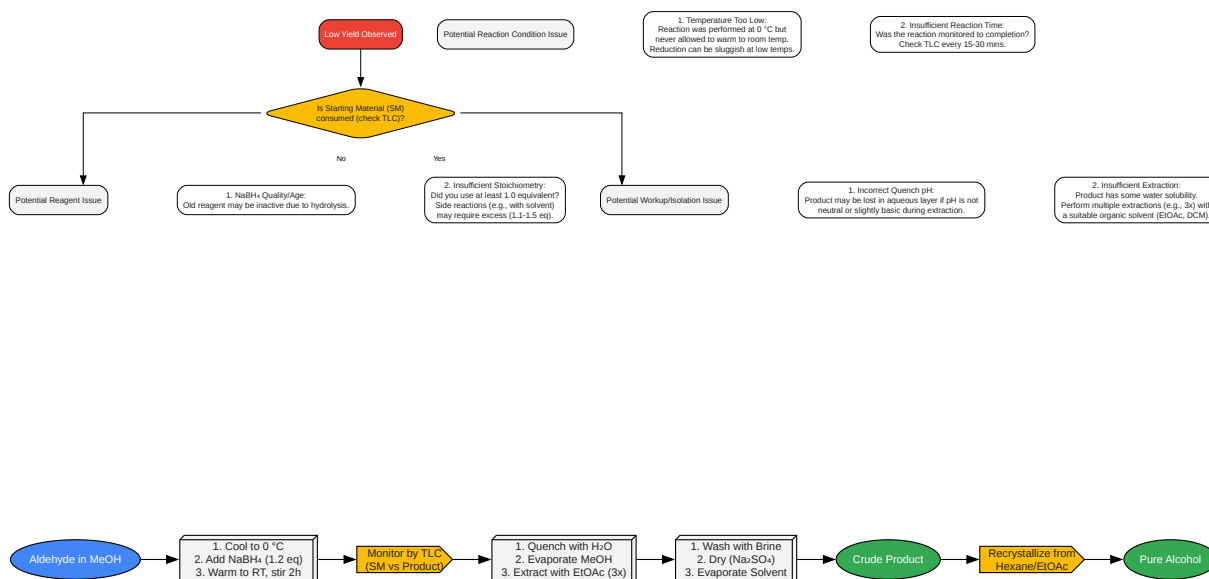 Low Yield Observed
Potential Reaction Condition Issue
1. Temperature Too Low:
Reaction was performed at 0 °C but
never allowed to warm to room temp.
Reduction can be sluggish at low temps.
2. Insufficient Reaction Time:
Was the reaction monitored to completion?
Check TLC every 15-30 mins.
Is Starting Material (SM)
consumed (check TLC)?
No
Yes
Potential Reagent Issue
1. NaBH₄ Quality/Age:
Old reagent may be inactive due to hydrolysis.
2. Insufficient Stoichiometry:
Did you use at least 1.0 equivalent?
Side reactions (e.g., with solvent)
may require excess (1.1-1.5 eq).
Potential Workup/Isolation Issue
1. Incorrect Quench pH:
Product may be lost in aqueous layer if pH is not
neutral or slightly basic during extraction.
2. Insufficient Extraction:
Product has some water solubility.
Perform multiple extractions (e.g., 3x) with
a suitable organic solvent (EtOAc, DCM).
Aldehyde in MeOH
1. Cool to 0 °C
2. Add NaBH₄ (1.2 eq)
3. Warm to RT, stir 2h
Monitor by TLC
(SM vs Product)
1. Quench with H₂O
2. Evaporate MeOH
3. Extract with EtOAc (3x)
1. Wash with Brine
2. Dry (Na₂SO₄)
3. Evaporate Solvent
Crude Product
Recrystallize from
Hexane/EtOAc
Pure Alcohol